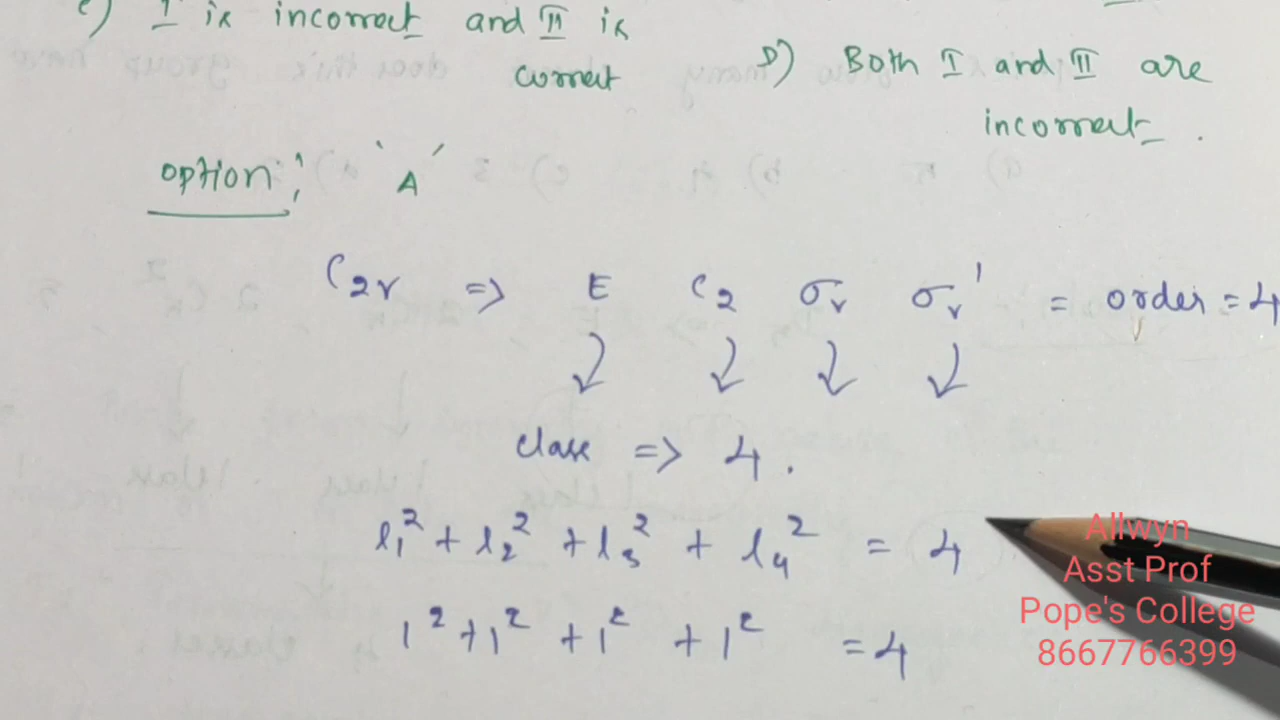 c) I is incorrect and II is
correct
D) Both I and II are
incorrect.
option: 'A'
C2v => E C2 σv σv' = order = 4
class => 4.
l₁² + l₂² + l₃² + l₄² = 4
1² + 1² + 1² + 1² = 4
Allwyn
Asst Prof
Pope's College
8667766399